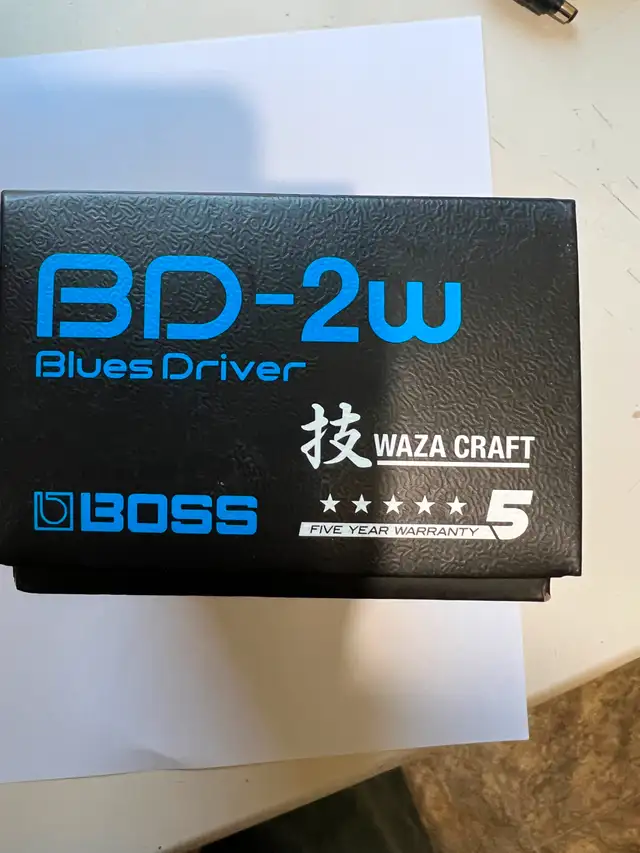 BD-2w
Blues Driver
技 WAZA CRAFT
BOSS
★★★★★ 5
FIVE YEAR WARRANTY